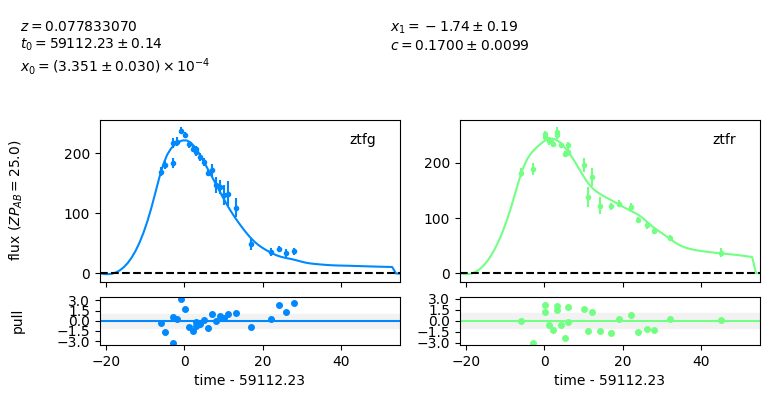 z = 0.077833070
t₀ = 59112.23 ± 0.14
x₀ = (3.351 ± 0.030) × 10⁻⁴
x₁ = −1.74 ± 0.19
c = 0.1700 ± 0.0099
flux (ZP_AB = 25.0)
200
100
0
ztfg
200
100
0
ztfr
pull
3.0
1.5
0.0
−1.5
−3.0
3.0
1.5
0.0
−1.5
−3.0
−20 0 20 40
−20 0 20 40
time - 59112.23
time - 59112.23